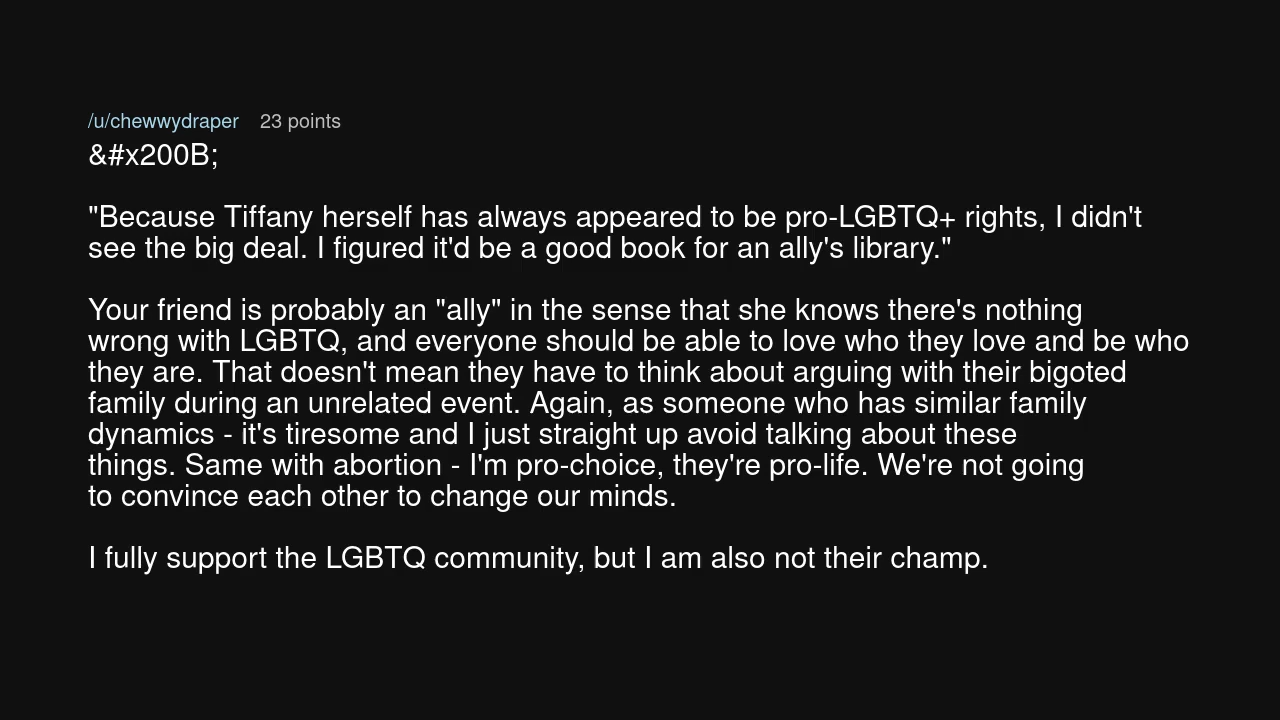 /u/chewwydraper 23 points
&#x200B;
"Because Tiffany herself has always appeared to be pro-LGBTQ+ rights, I didn't
see the big deal. I figured it'd be a good book for an ally's library."
Your friend is probably an "ally" in the sense that she knows there's nothing
wrong with LGBTQ, and everyone should be able to love who they love and be who
they are. That doesn't mean they have to think about arguing with their bigoted
family during an unrelated event. Again, as someone who has similar family
dynamics - it's tiresome and I just straight up avoid talking about these
things. Same with abortion - I'm pro-choice, they're pro-life. We're not going
to convince each other to change our minds.
I fully support the LGBTQ community, but I am also not their champ.